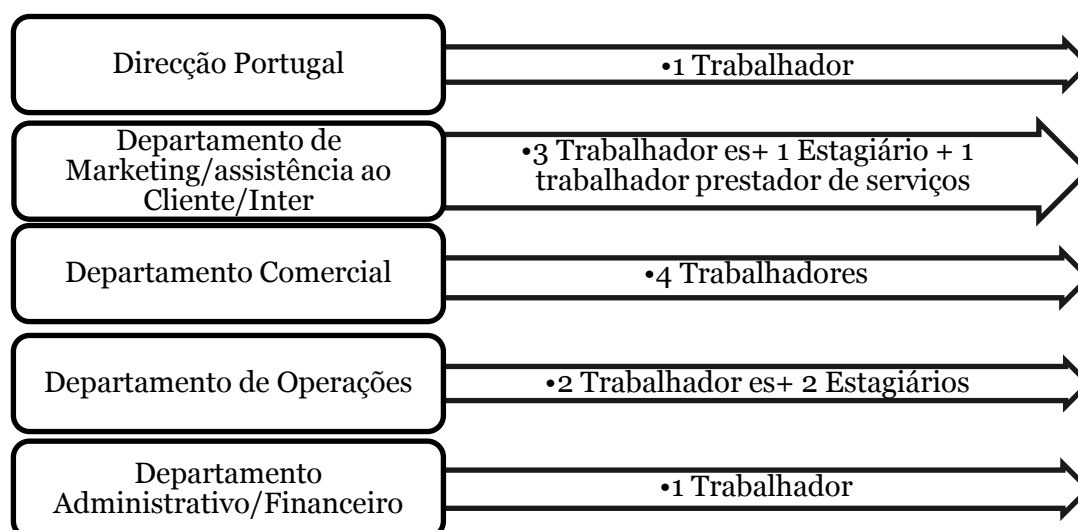 Direcção Portugal
•1 Trabalhador
Departamento de
Marketing/assistência ao
Cliente/Inter
•3 Trabalhador es+ 1 Estagiário + 1
trabalhador prestador de serviços
Departamento Comercial
•4 Trabalhadores
Departamento de Operações
•2 Trabalhador es+ 2 Estagiários
Departamento
Administrativo/Financeiro
•1 Trabalhador